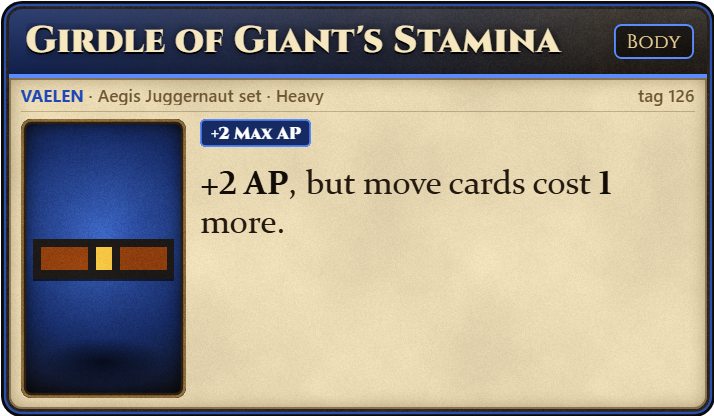 Girdle of Giant's Stamina
Body
VAELEN · Aegis Juggernaut set · Heavy
tag 126
+2 Max AP
+2 AP, but move cards cost 1
more.